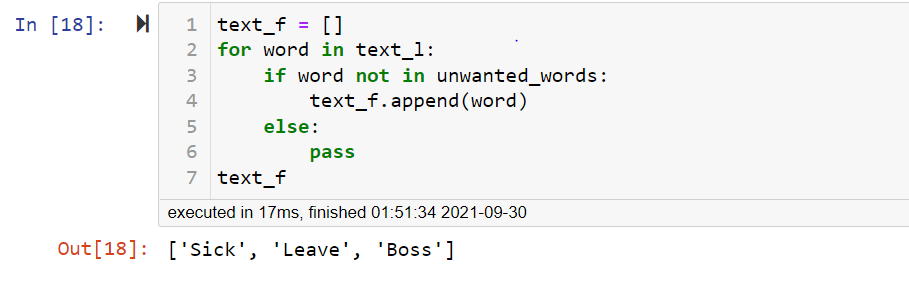 In [18]:
1 text_f = []
2 for word in text_l:
3     if word not in unwanted_words:
4         text_f.append(word)
5     else:
6         pass
7 text_f
executed in 17ms, finished 01:51:34 2021-09-30
Out[18]: ['Sick', 'Leave', 'Boss']